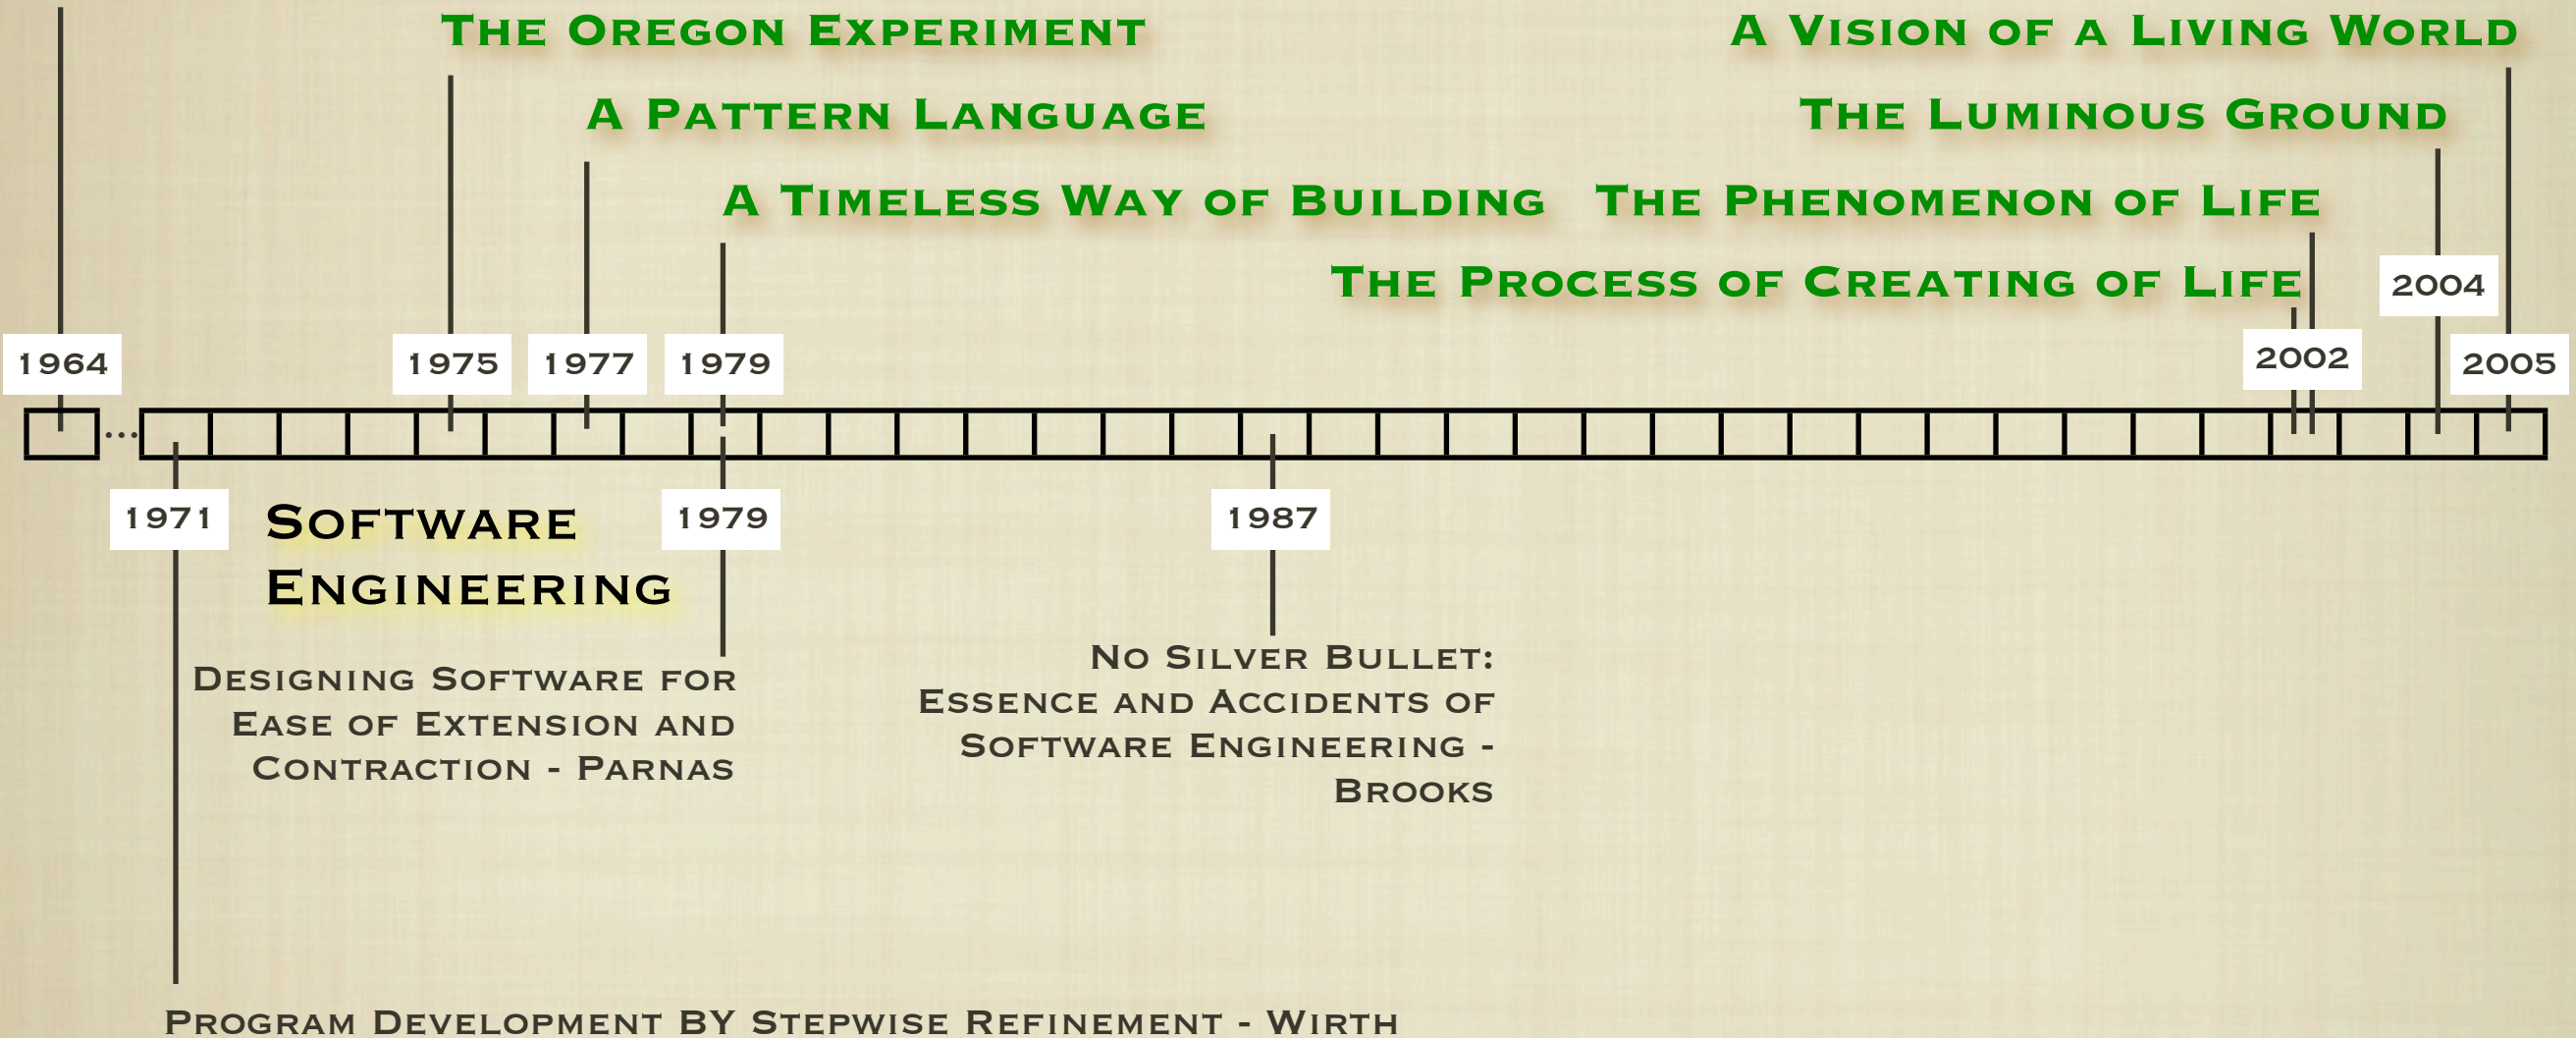 The Oregon Experiment
A Vision of a Living World
A Pattern Language
The Luminous Ground
A Timeless Way of Building
The Phenomenon of Life
The Process of Creating of Life
2004
1964
1975
1977
1979
2002
2005
...
1971
1979
1987
Software
Engineering
Designing Software for
Ease of Extension and
Contraction - Parnas
No Silver Bullet:
Essence and Accidents of
Software Engineering -
Brooks
Program Development BY Stepwise Refinement - Wirth